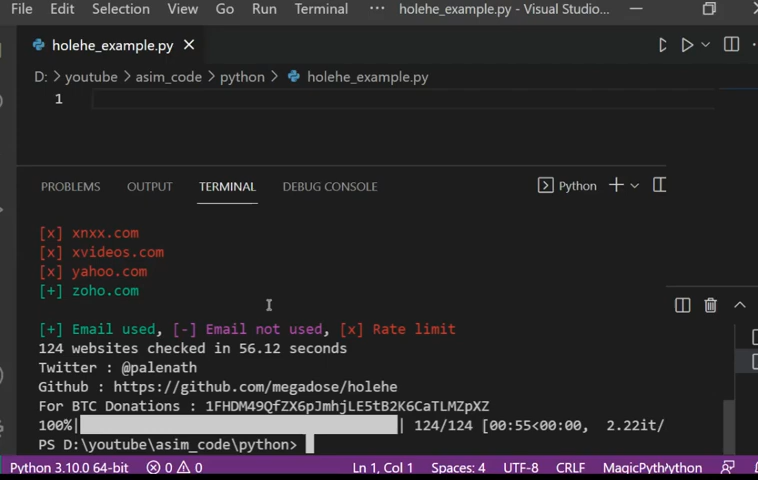 File Edit Selection View Go Run Terminal ··· holehe_example.py - Visual Studio...
holehe_example.py
D: > youtube > asim_code > python > holehe_example.py
1
PROBLEMS OUTPUT TERMINAL DEBUG CONSOLE Python
[x] xnxx.com
[x] xvideos.com
[x] yahoo.com
[+] zoho.com
[+] Email used, [-] Email not used, [x] Rate limit
124 websites checked in 56.12 seconds
Twitter : @palenath
Github : https://github.com/megadose/holehe
For BTC Donations : 1FHDM49QfZX6pJmhjLE5tB2K6CaTLMZpXZ
100%| | 124/124 [00:55<00:00, 2.22it/
PS D:\youtube\asim_code\python>
Python 3.10.0 64-bit 0 0 Ln 1, Col 1 Spaces: 4 UTF-8 CRLF MagicPython